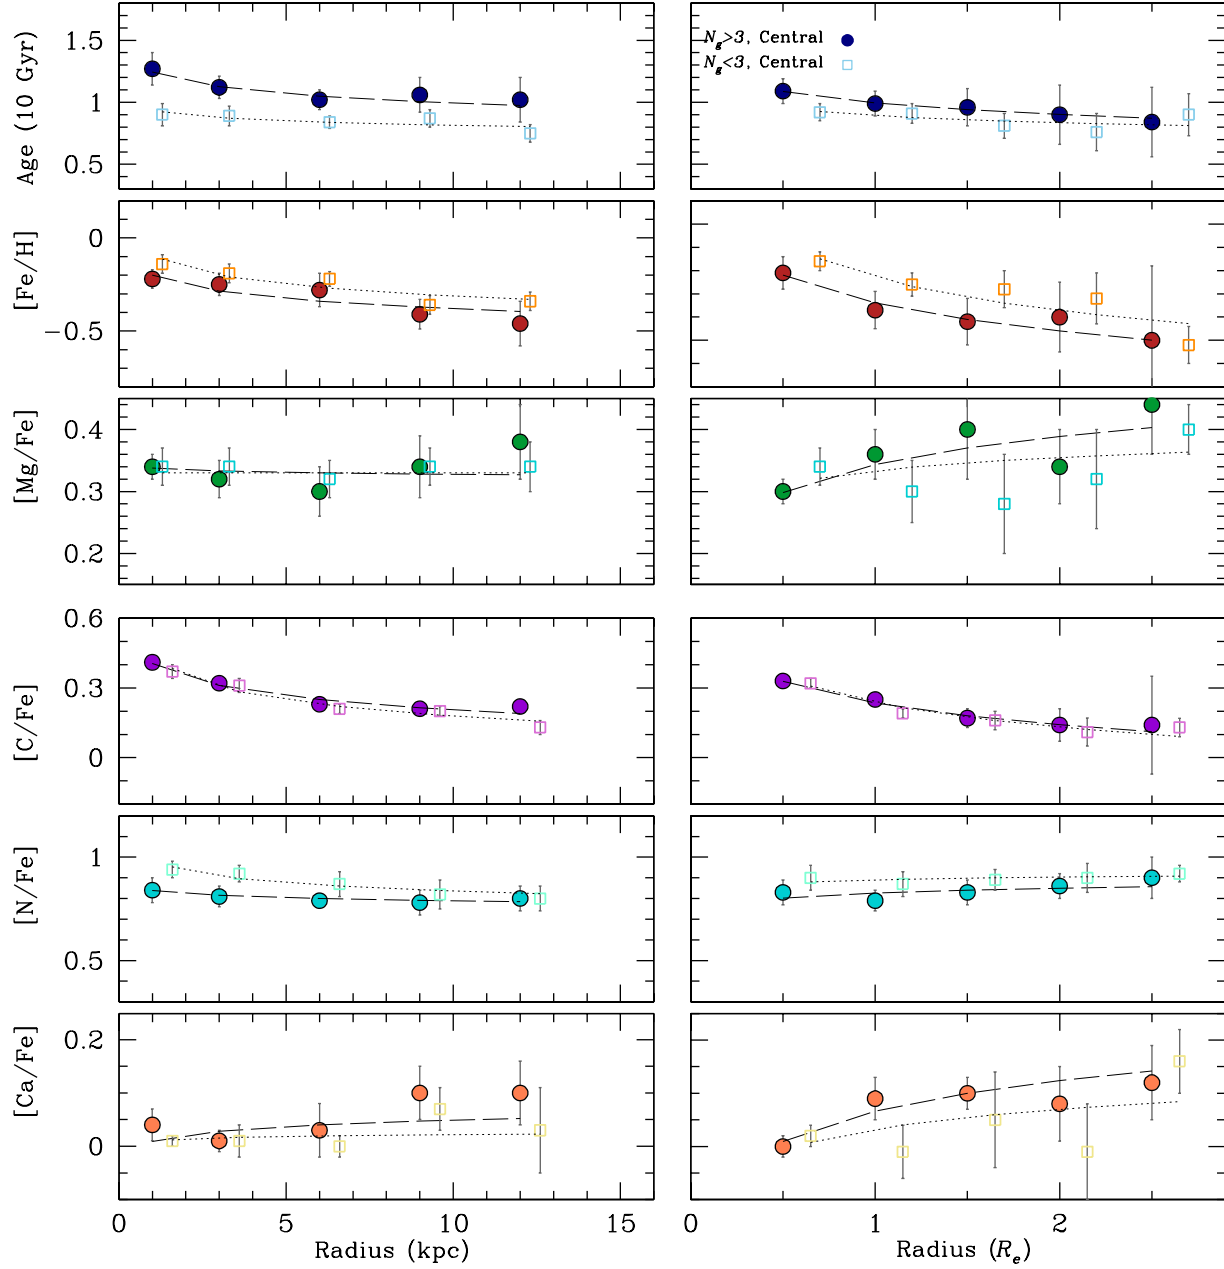 N_g>3, Central
N_g<3, Central
Age (10 Gyr)
1.5
1
0.5
[Fe/H]
0
−0.5
[Mg/Fe]
0.4
0.3
0.2
[C/Fe]
0.6
0.3
0
[N/Fe]
1
0.5
[Ca/Fe]
0.2
0
0 5 10 15
0 1 2
Radius (kpc)
Radius (R_e)